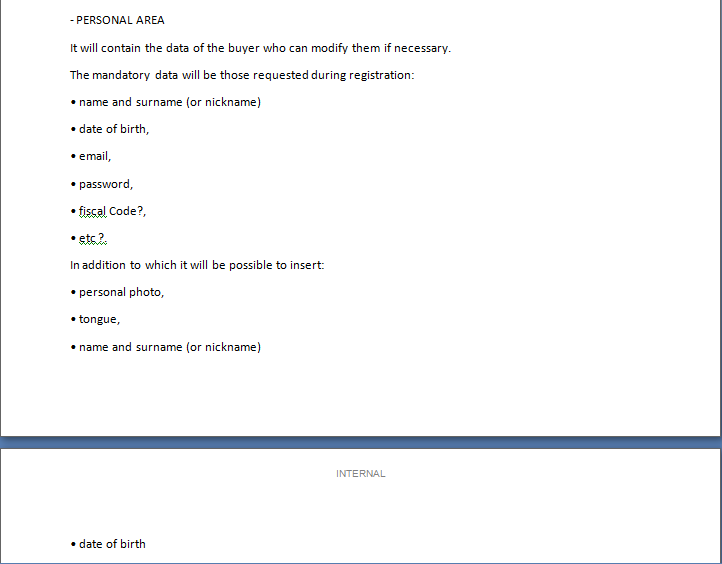 - PERSONAL AREA
It will contain the data of the buyer who can modify them if necessary.
The mandatory data will be those requested during registration:
• name and surname (or nickname)
• date of birth,
• email,
• password,
• fiscal Code?,
• etc?.
In addition to which it will be possible to insert:
• personal photo,
• tongue,
• name and surname (or nickname)
INTERNAL
• date of birth